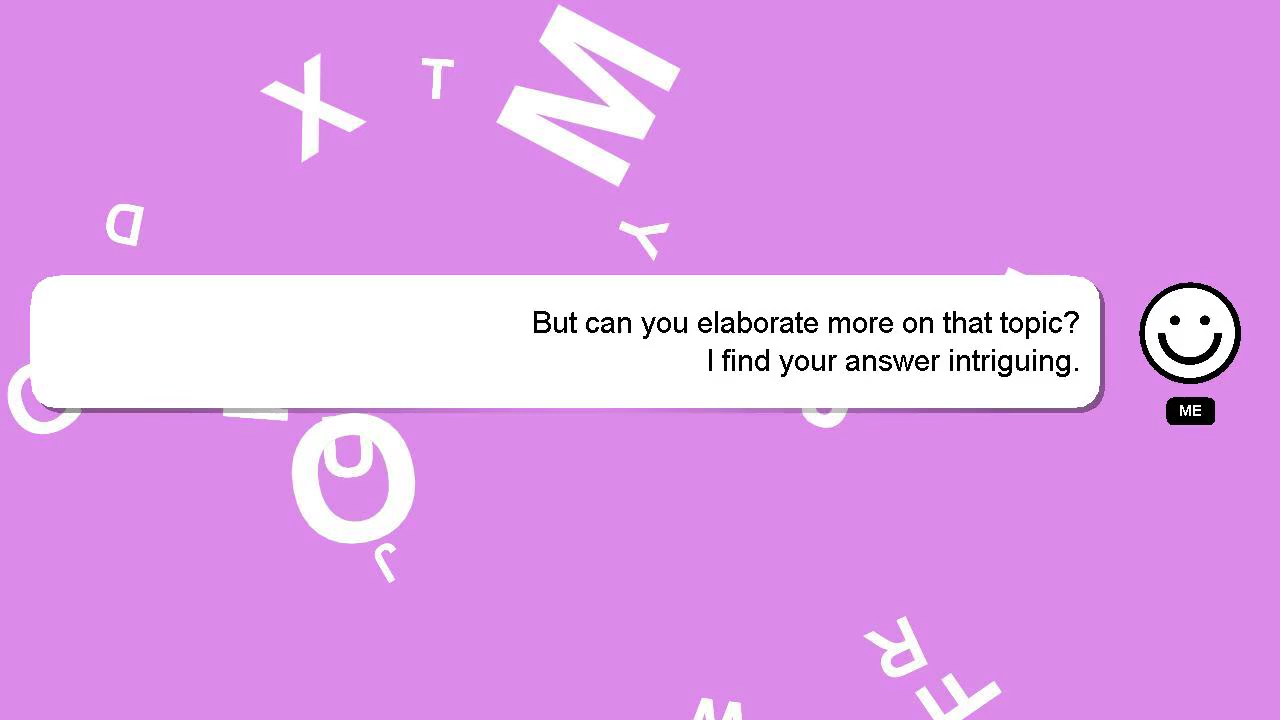 X
T
M
D
Y
But can you elaborate more on that topic?
I find your answer intriguing.
ME
O
U
J
R
F
W